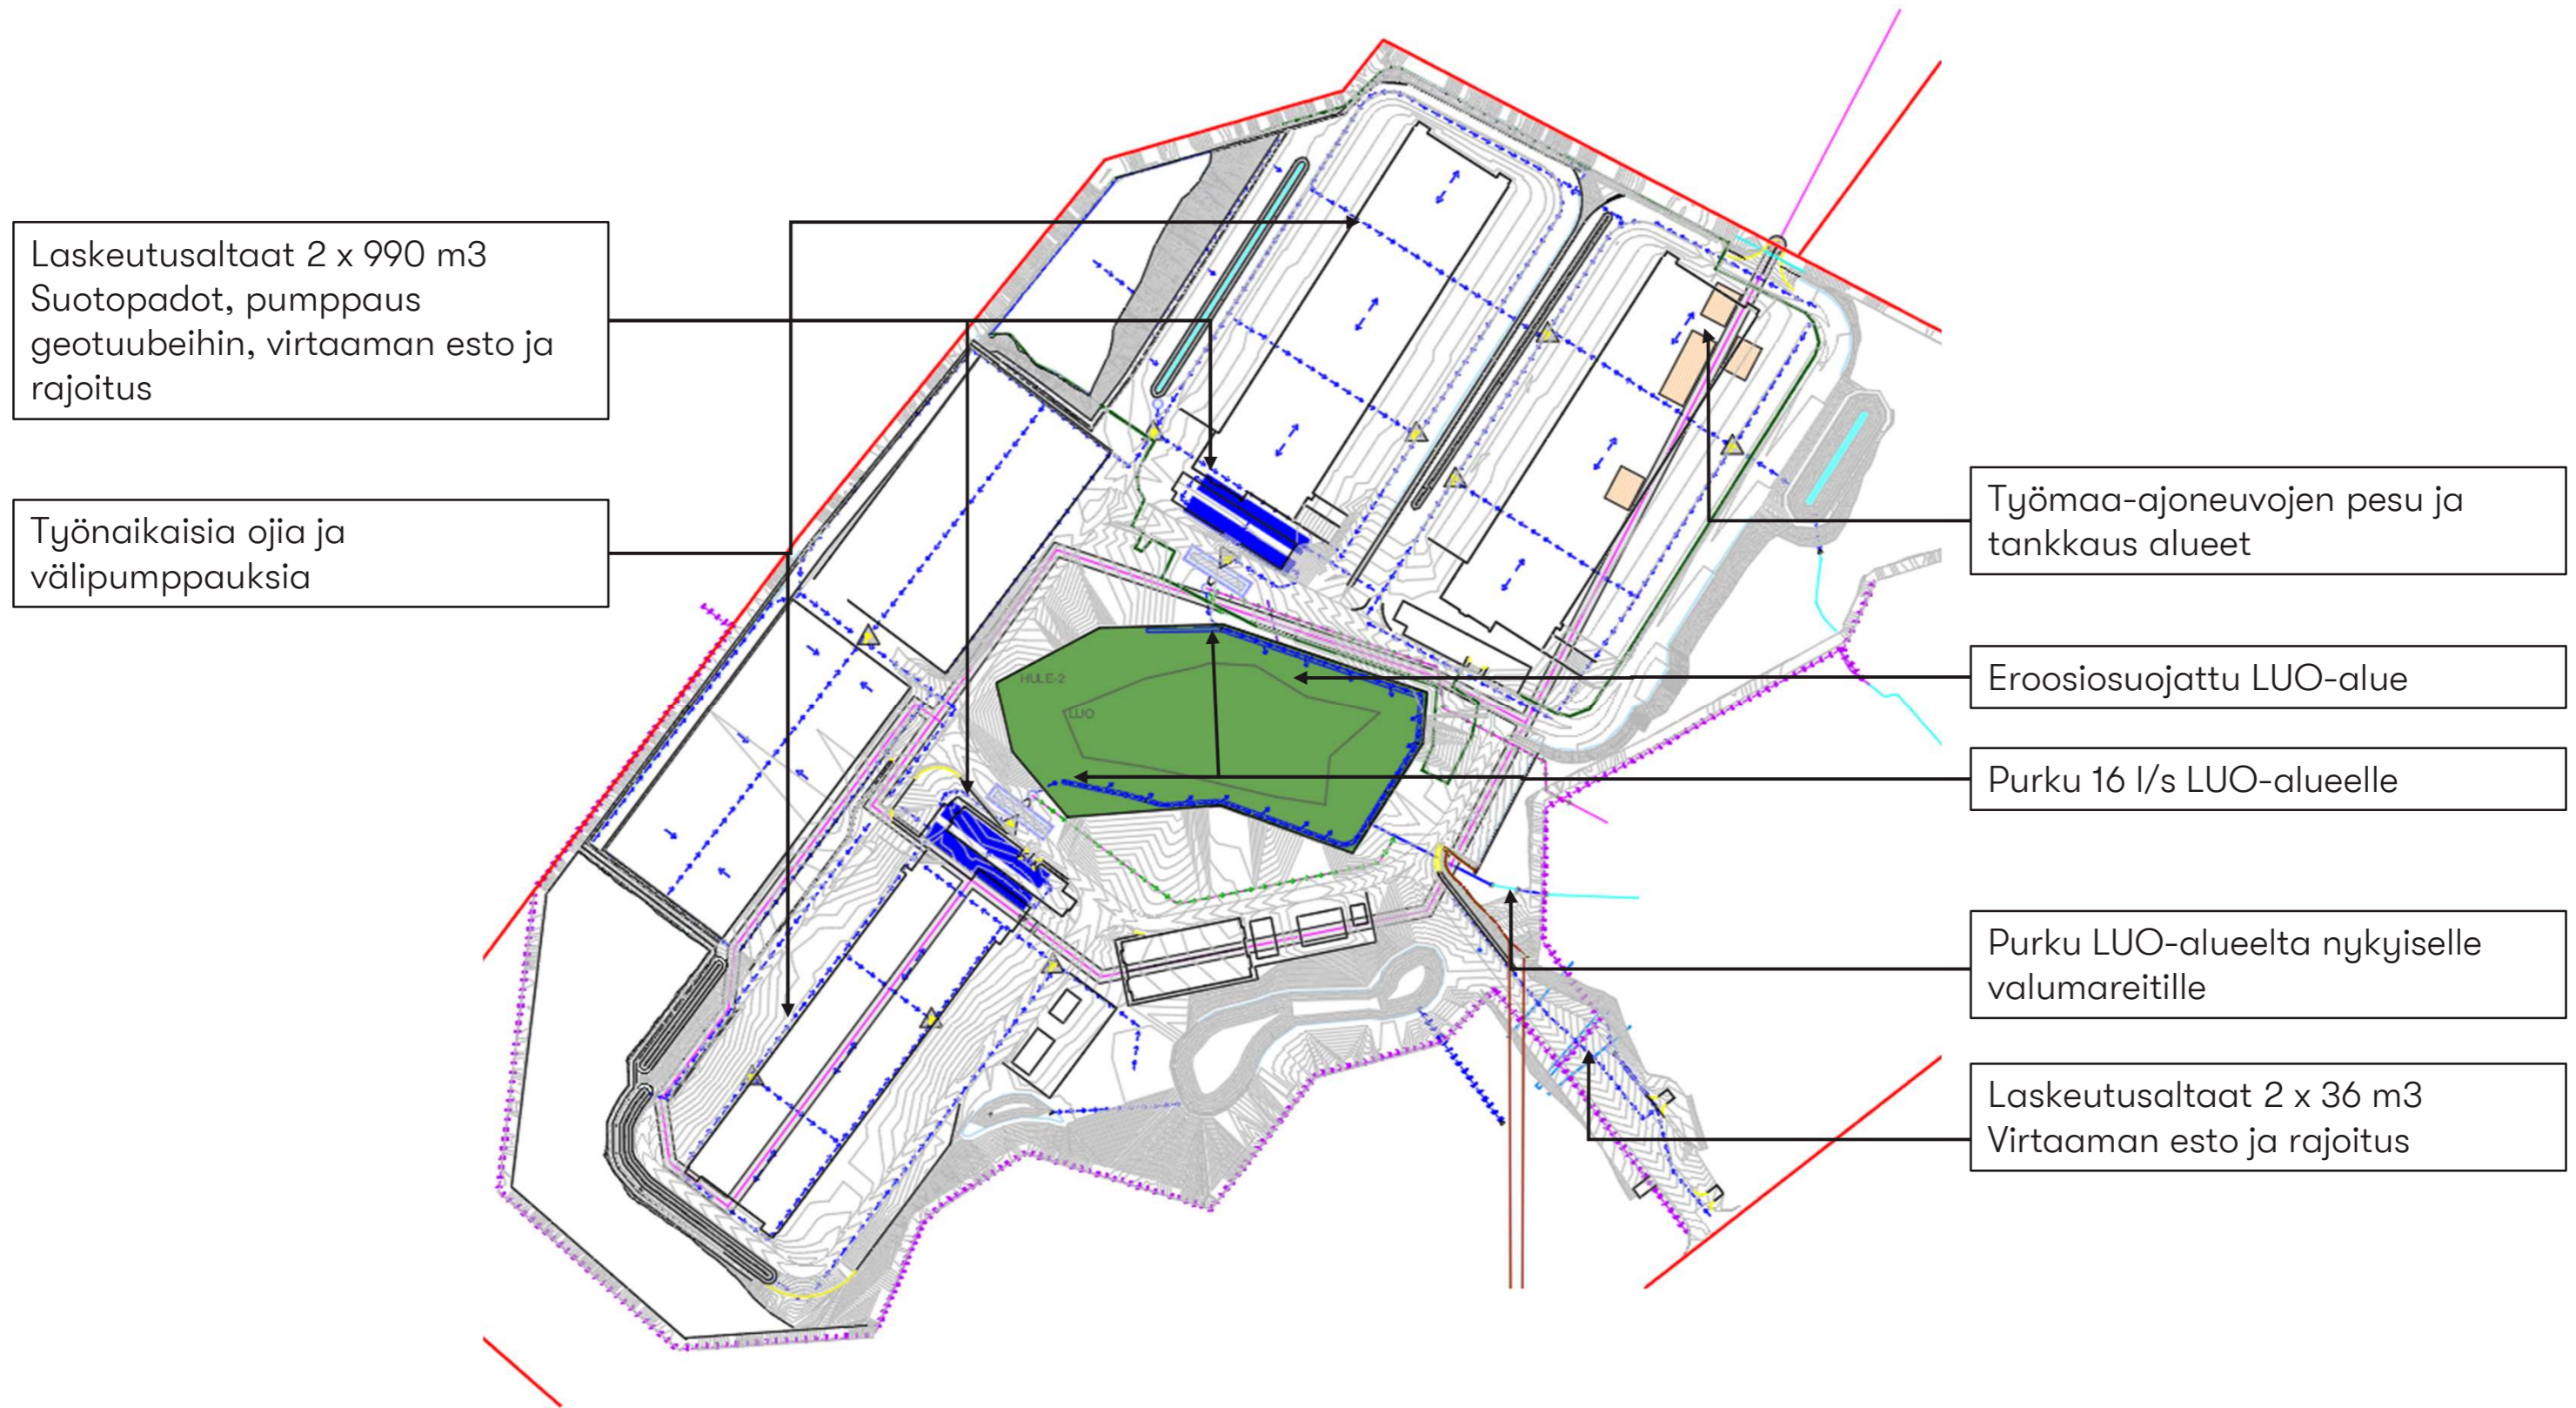 Laskeutusaltaat 2 x 990 m3
Suotopadot, pumppaus
geotuubeihin, virtaaman esto ja
rajoitus
Työnaikaisia ojia ja
välipumppauksia
HULE-2
LUO
Työmaa-ajoneuvojen pesu ja
tankkaus alueet
Eroosiosuojattu LUO-alue
Purku 16 l/s LUO-alueelle
Purku LUO-alueelta nykyiselle
valumareitille
Laskeutusaltaat 2 x 36 m3
Virtaaman esto ja rajoitus